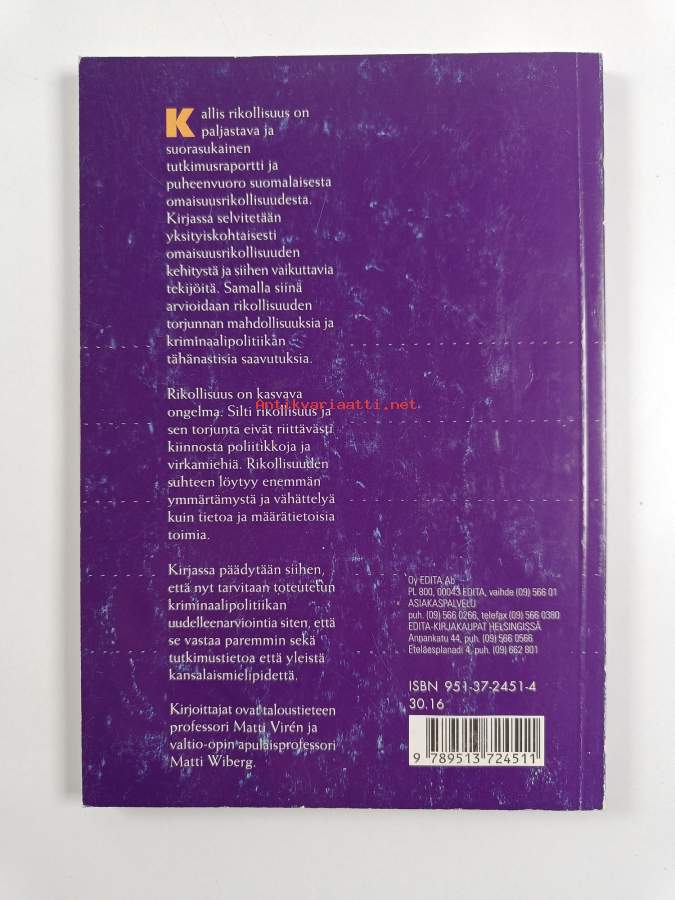 Kallis rikollisuus on
paljastava ja
suorasukainen
tutkimusraportti ja
puheenvuoro suomalaisesta
omaisuusrikollisuudesta.
Kirjassa selvitetään
yksityiskohtaisesti
omaisuusrikollisuuden
kehitystä ja siihen vaikuttavia
tekijöitä. Samalla siinä
arvioidaan rikollisuuden
torjunnan mahdollisuuksia ja
kriminaalipolitiikan
tähänastisia saavutuksia.
Rikollisuus on kasvava
ongelma. Silti rikollisuus ja
sen torjunta eivät riittävästi
kiinnosta poliitikkoja ja
virkamiehiä. Rikollisuuden
suhteen löytyy enemmän
ymmärtämystä ja vähättelyä
kuin tietoa ja määrätietoisia
toimia.
Kirjassa päädytään siihen,
että nyt tarvitaan toteutetun
kriminaalipolitiikan
uudelleenarviointia siten, että
se vastaa paremmin sekä
tutkimustietoa että yleistä
kansalaismielipidettä.
Kirjoittajat ovat taloustieteen
professori Matti Virén ja
valtio-opin apulaisprofessori
Matti Wiberg.
Antikvariaatti.net
Oy EDITA Ab
PL 800, 00043 EDITA, vaihde (09) 566 01
ASIAKASPALVELU
puh. (09) 566 0266, telefax (09) 566 0380
EDITA-KIRJAKAUPAT HELSINGISSÄ
Annankatu 44, puh. (09) 566 0566
Eteläesplanadi 4, puh. (09) 662 801
ISBN 951-37-2451-4
30.16
9 789513 724511